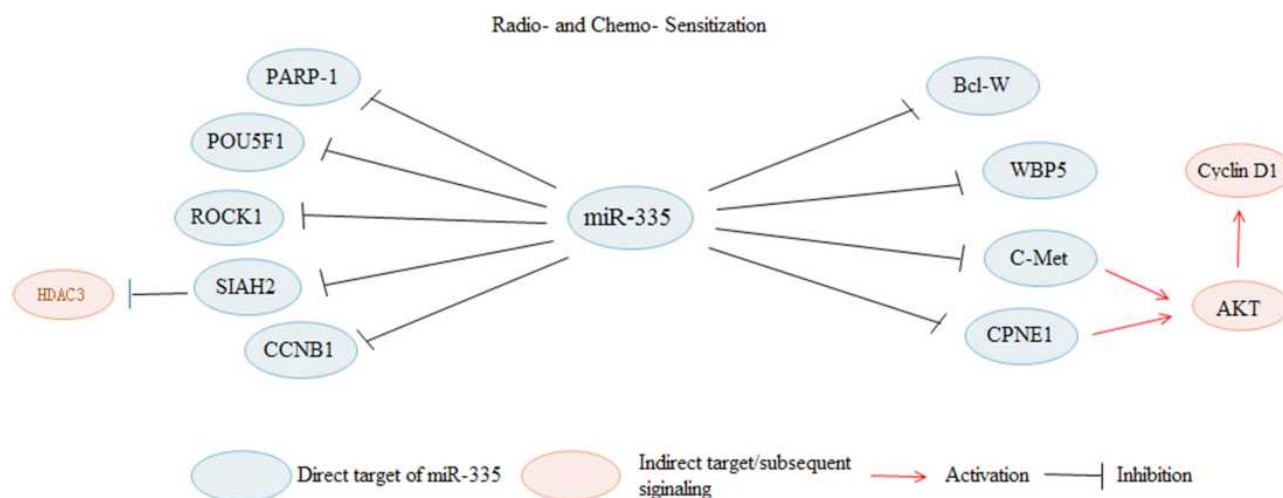 Radio- and Chemo- Sensitization
PARP-1
Bcl-W
POU5F1
WBP5
Cyclin D1
ROCK1
miR-335
C-Met
HDAC3
SIAH2
AKT
CPNE1
CCNB1
Direct target of miR-335
Indirect target/subsequent
siginaling
Activation
Inhibition